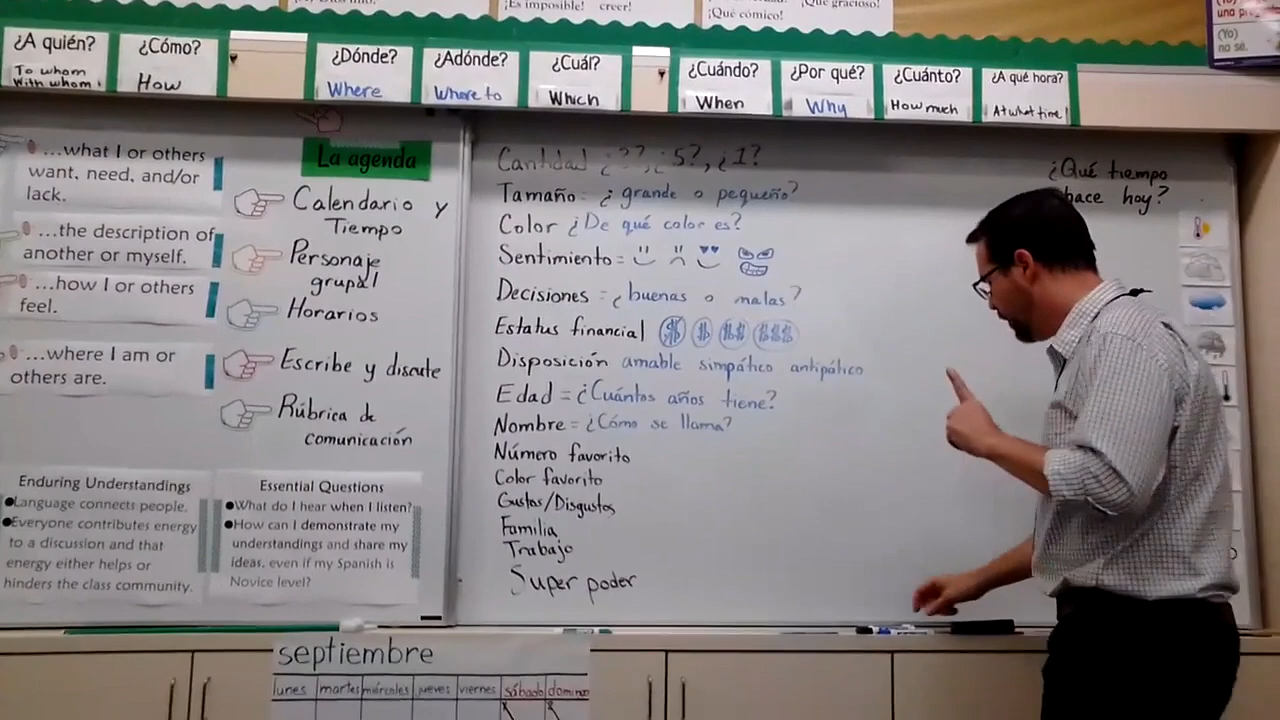 ¡Es imposible! creer!
¡Qué gracioso!
¡Qué cómico!
una
(Yo)
no sé.
¿A quién?
To whom
With whom
¿Cómo?
How
¿Dónde?
Where
¿Adónde?
Where to
¿Cuál?
Which
¿Cuándo?
When
¿Por qué?
Why
¿Cuánto?
How much
¿A qué hora?
At what time!
...what I or others
want, need, and/or
lack.
...the description of
another or myself.
...how I or others
feel.
...where I am or
others are.
La agenda
Calendario y
Tiempo
Personaje
grupal
Horarios
Escribe y discute
Rúbrica de
comunicación
Enduring Understandings
●Language connects people.
●Everyone contributes energy
to a discussion and that
energy either helps or
hinders the class community.
Essential Questions
●What do I hear when I listen?
●How can I demonstrate my
understandings and share my
ideas, even if my Spanish is
Novice level?
Cantidad ¿??, ¿5?, ¿1?
Tamaño: ¿grande o pequeño?
Color ¿De qué color es?
Sentimiento =
Decisiones = ¿buenas o malas?
Estatus financial $ $ $$ $$$
Disposición amable simpático antipático
Edad = ¿Cuántos años tiene?
Nombre = ¿Cómo se llama?
Número favorito
Color favorito
Gustos/Disgustos
Familia
Trabajo
Super poder
¿Qué tiempo
hace hoy?
septiembre
lunes martes miércoles jueves viernes sábado domingo